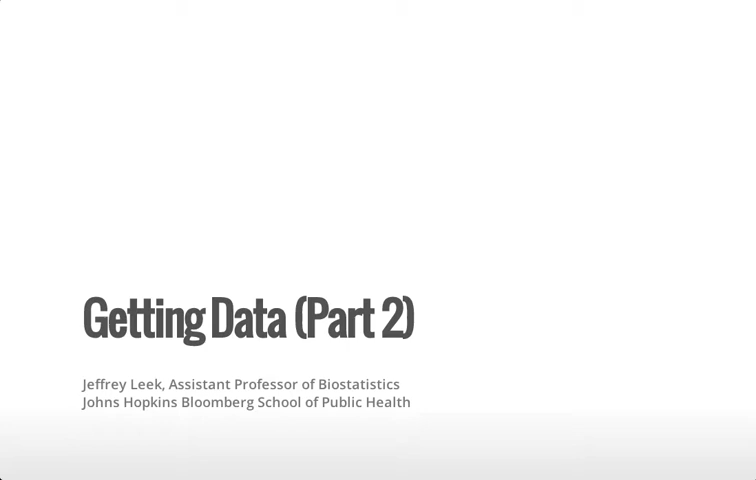 Getting Data (Part 2)
Jeffrey Leek, Assistant Professor of Biostatistics
Johns Hopkins Bloomberg School of Public Health